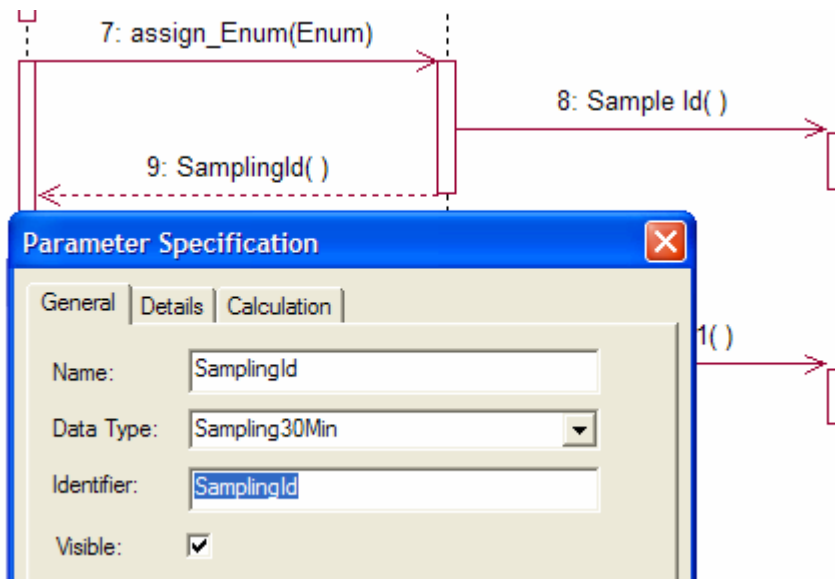 7: assign_Enum(Enum)
8: Sample Id( )
9: SamplingId( )
Parameter Specification
General Details Calculation
1( )
Name: SamplingId
Data Type: Sampling30Min
Identifier: SamplingId
Visible: